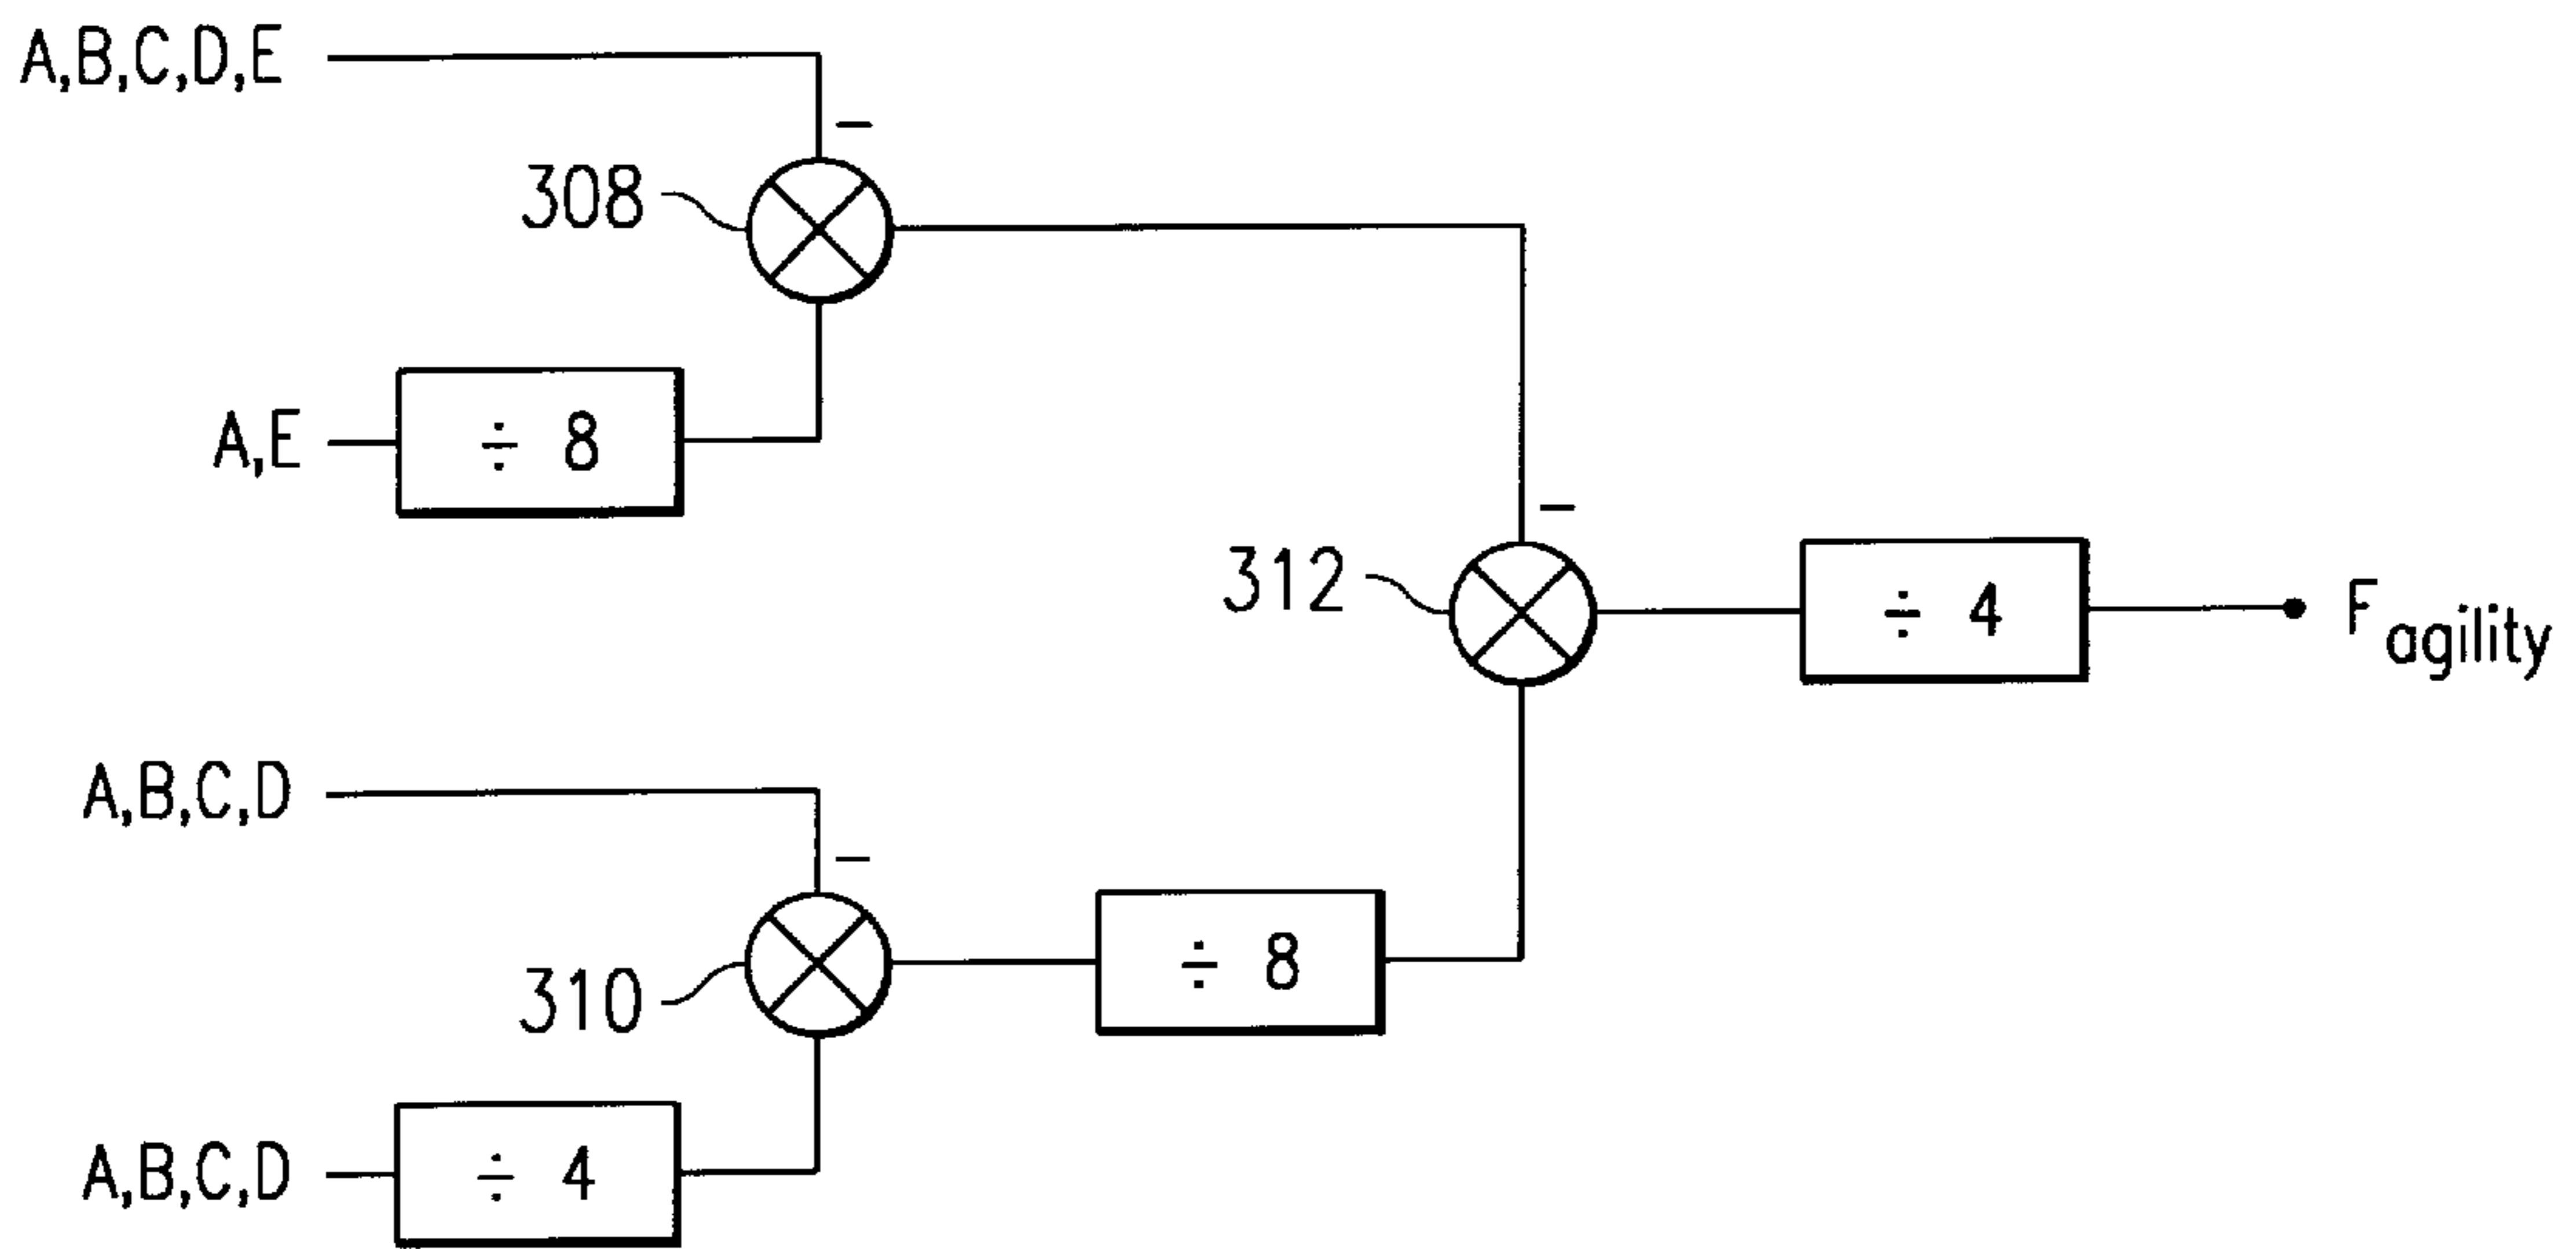 A,B,C,D,E
−
308
A,E
÷ 8
−
312
÷ 4
F agility
A,B,C,D
−
310
÷ 8
A,B,C,D
÷ 4